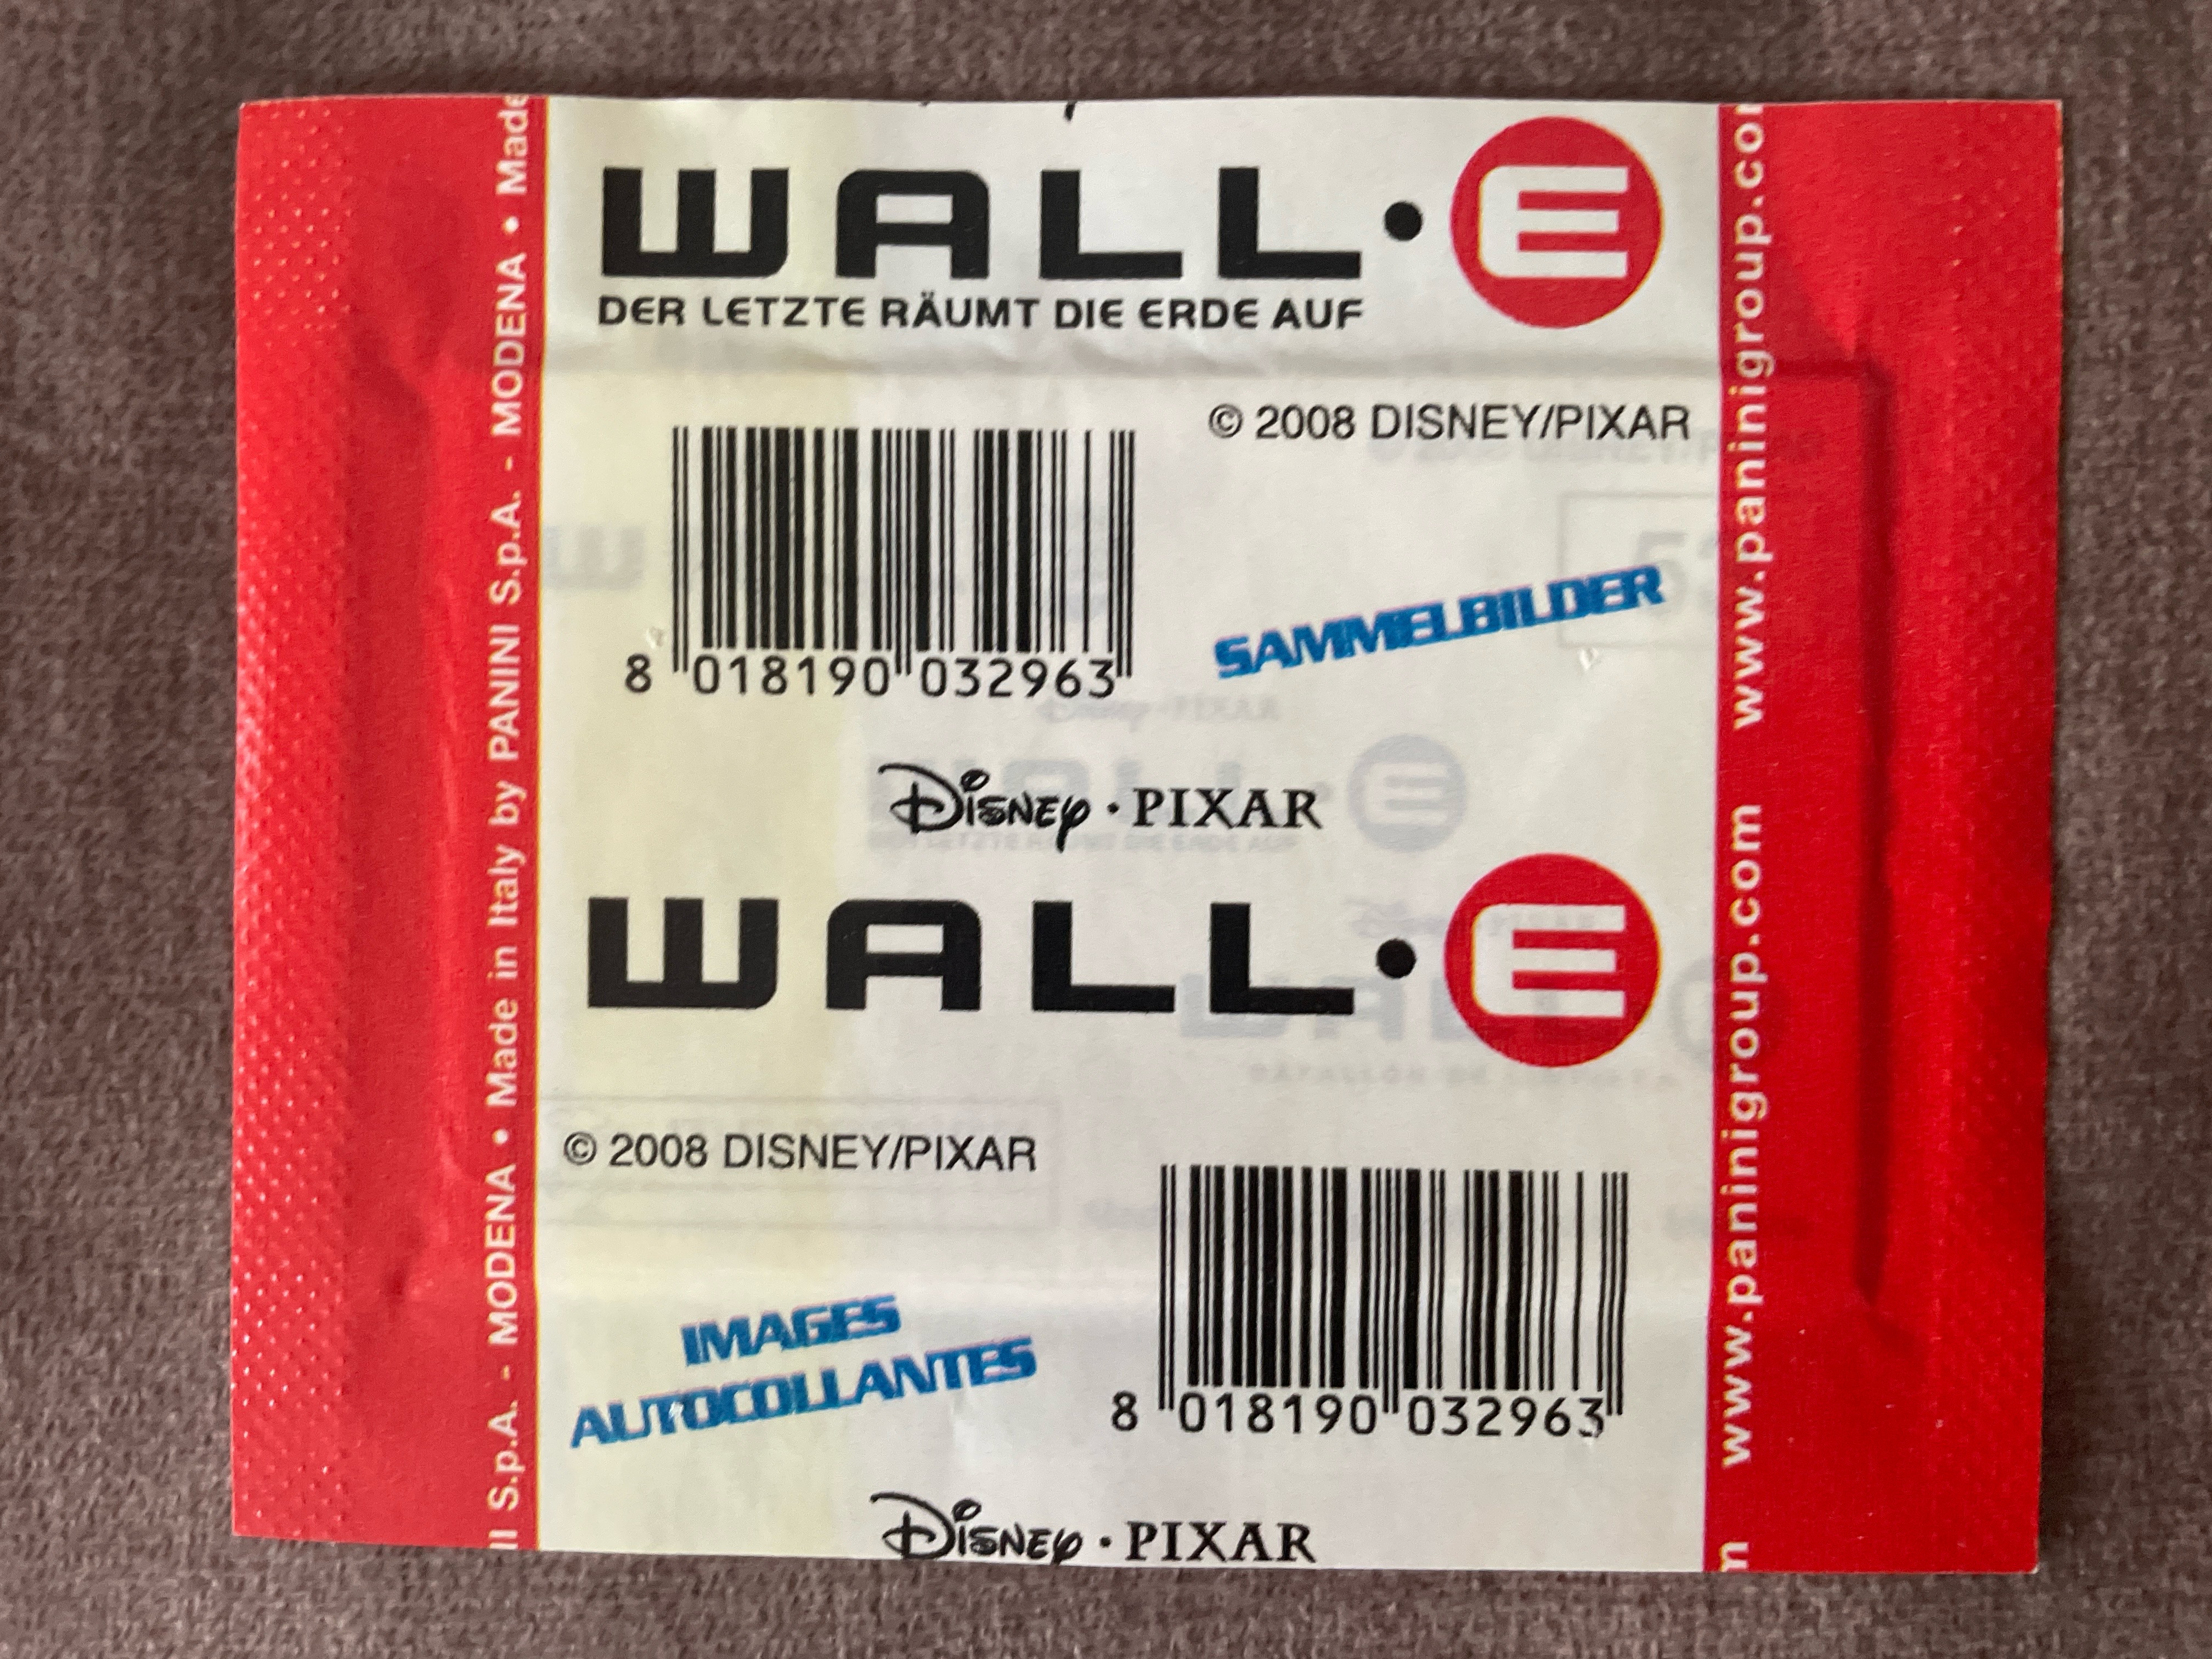 WALL•E
DER LETZTE RÄUMT DIE ERDE AUF
© 2008 DISNEY/PIXAR
8 018190 032963
SAMMELBILDER
DISNEY • PIXAR
WALL•E
© 2008 DISNEY/PIXAR
IMAGES
AUTOCOLLANTES
8 018190 032963
DISNEY • PIXAR
S.p.A. - MODENA • Made in Italy by PANINI S.p.A. - MODENA • Made
www.paninigroup.com www.paninigroup.com